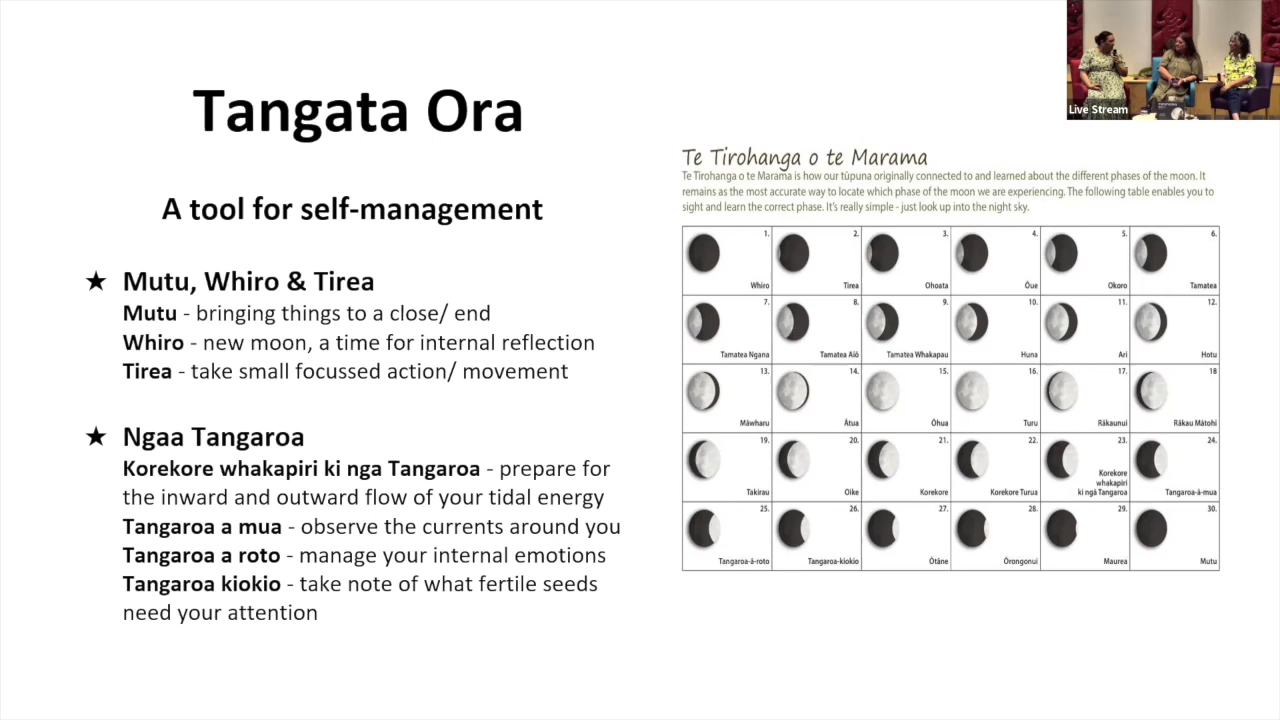 Tangata Ora
A tool for self-management
★ Mutu, Whiro & Tirea
Mutu - bringing things to a close/ end
Whiro - new moon, a time for internal reflection
Tirea - take small focussed action/ movement
★ Ngaa Tangaroa
Korekore whakapiri ki nga Tangaroa - prepare for
the inward and outward flow of your tidal energy
Tangaroa a mua - observe the currents around you
Tangaroa a roto - manage your internal emotions
Tangaroa kiokio - take note of what fertile seeds
need your attention
Live Stream
Te Tirohanga o te Marama
Te Tirohanga o te Marama is how our tūpuna originally connected to and learned about the different phases of the moon. It
remains as the most accurate way to locate which phase of the moon we are experiencing. The following table enables you to
sight and learn the correct phase. It's really simple - just look up into the night sky.
1. 2. 3. 4. 5. 6.
Whiro Tirea Ohoata Ōue Okoro Tamatea
7. 8. 9. 10. 11. 12.
Tamatea Ngana Tamatea Aiō Tamatea Whakapau Huna Ari Hotu
13. 14. 15. 16. 17. 18
Māwharu Ātua Ōhua Turu Rākaunui Rākau Mātohi
19. 20. 21. 22. 23. 24.
Takirau Oike Korekore Korekore Turua Korekore
whakapiri
ki ngā Tangaroa Tangaroa-ā-mua
25. 26. 27. 28. 29. 30.
Tangaroa-ā-roto Tangaroa-kiokio Ōtāne Ōrongonui Maurea Mutu